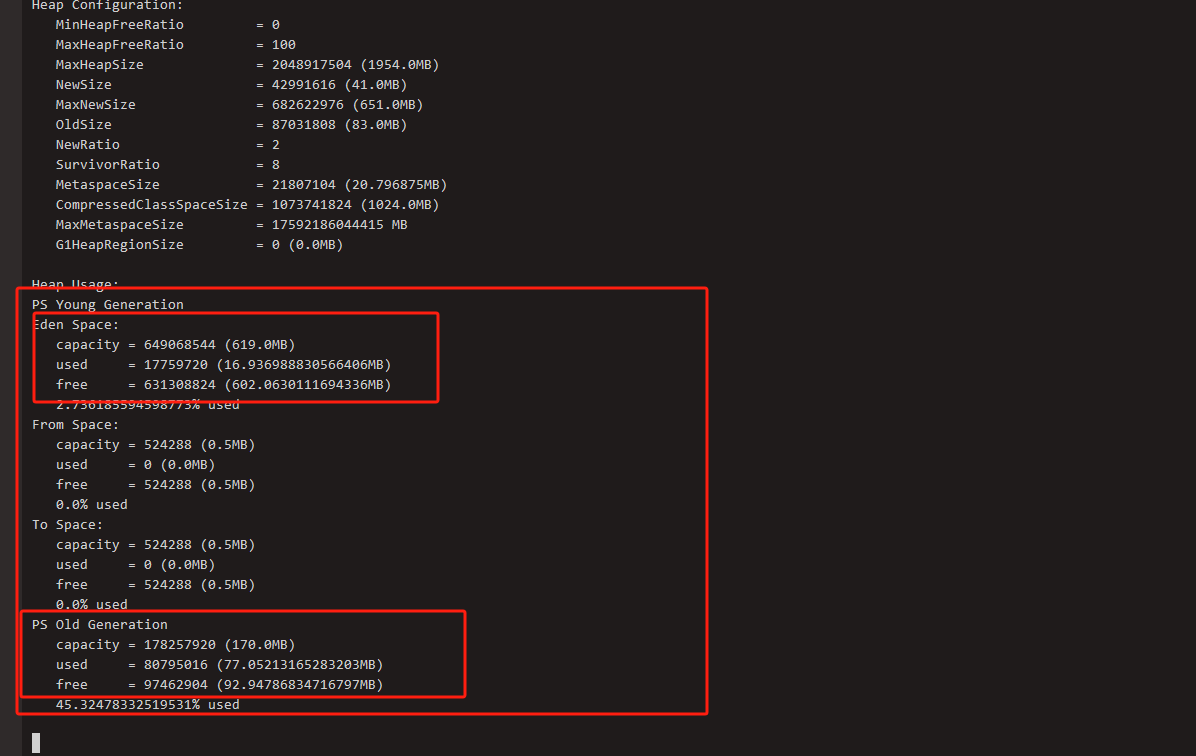 Heap Configuration:
   MinHeapFreeRatio         = 0
   MaxHeapFreeRatio         = 100
   MaxHeapSize              = 2048917504 (1954.0MB)
   NewSize                  = 42991616 (41.0MB)
   MaxNewSize               = 682622976 (651.0MB)
   OldSize                  = 87031808 (83.0MB)
   NewRatio                 = 2
   SurvivorRatio            = 8
   MetaspaceSize            = 21807104 (20.796875MB)
   CompressedClassSpaceSize = 1073741824 (1024.0MB)
   MaxMetaspaceSize         = 17592186044415 MB
   G1HeapRegionSize         = 0 (0.0MB)

Heap Usage:
PS Young Generation
Eden Space:
   capacity = 649068544 (619.0MB)
   used     = 17759720 (16.936988830566406MB)
   free     = 631308824 (602.0630111694336MB)
   2.736185594598773% used
From Space:
   capacity = 524288 (0.5MB)
   used     = 0 (0.0MB)
   free     = 524288 (0.5MB)
   0.0% used
To Space:
   capacity = 524288 (0.5MB)
   used     = 0 (0.0MB)
   free     = 524288 (0.5MB)
   0.0% used
PS Old Generation
   capacity = 178257920 (170.0MB)
   used     = 80795016 (77.05213165283203MB)
   free     = 97462904 (92.94786834716797MB)
   45.32478332519531% used